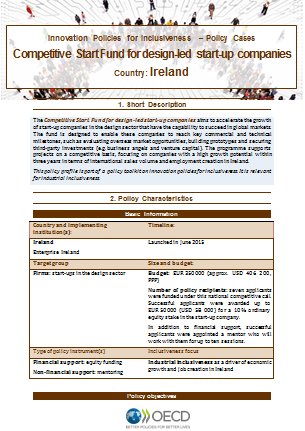 Innovation Policies for Inclusiveness – Policy Cases
Competitive Start Fund for design-led start-up companies
Country: Ireland
1. Short Description
The Competitive Start Fund for design-led start-up companies aims to accelerate the growth
of start-up companies in the design sector that have the capability to succeed in global markets.
The fund is designed to enable these companies to reach key commercial and technical
milestones, such as evaluating overseas market opportunities, building prototypes and securing
third-party investments (e.g. business angels and venture capital). The programme supports
projects on a competitive basis, focusing on companies with a high growth potential within
three years in terms of international sales volume and employment creation in Ireland.
This policy profile is part of a policy toolkit on innovation policies for inclusiveness. It is relevant
for industrial inclusiveness.
2. Policy Characteristics
Basic Information
Country and implementing
institution(s):
Timeline:
Ireland
Enterprise Ireland
Launched in June 2015
Target group
Size and budget:
Firms: start-ups in the design sector
Budget: EUR 350 000 (approx. USD 406 200,
PPP)
Number of policy recipients: seven applicants
were funded under this national competitive call.
Successful applicants were awarded up to
EUR 50 000 (USD 58 000) for a 10% ordinary
equity stake in the start-up company.
In addition to financial support, successful
applicants were appointed a mentor who will
work with them for up to ten sessions.
Type of policy instrument(s)
Inclusiveness focus
Financial support: equity funding
Non-financial support: mentoring
Industrial inclusiveness as a driver of economic
growth and job creation in Ireland
Policy objectives
OECD
BETTER POLICIES FOR BETTER LIVES